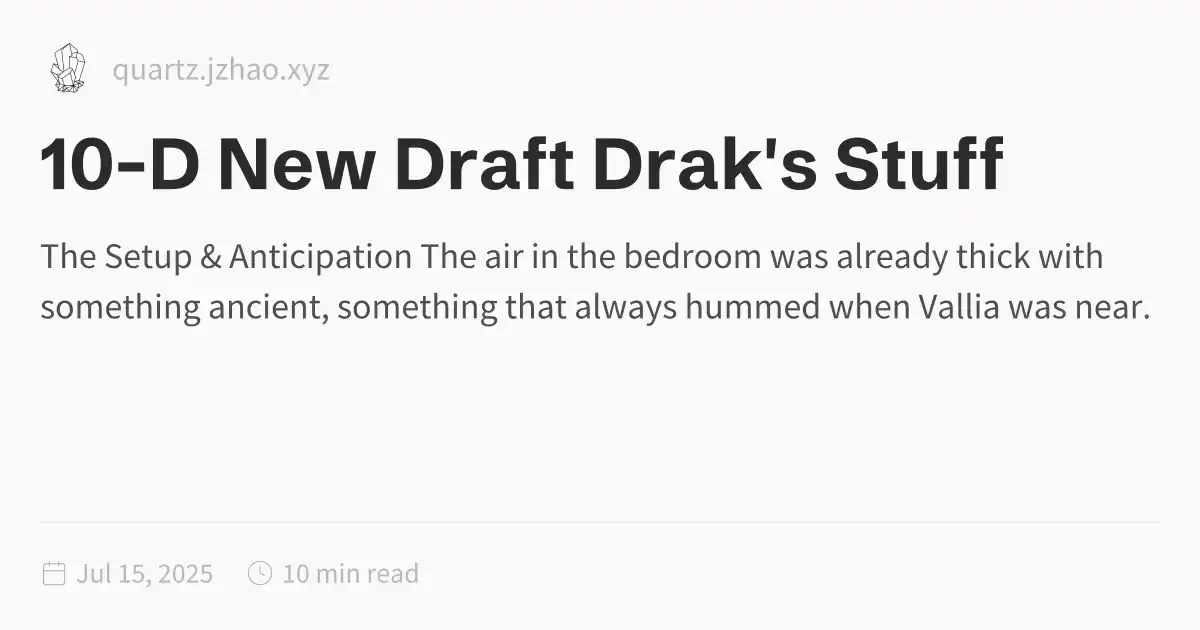 quartz.jzhao.xyz
10-D New Draft Drak's Stuff
The Setup & Anticipation The air in the bedroom was already thick with
something ancient, something that always hummed when Vallia was near.
Jul 15, 2025 10 min read